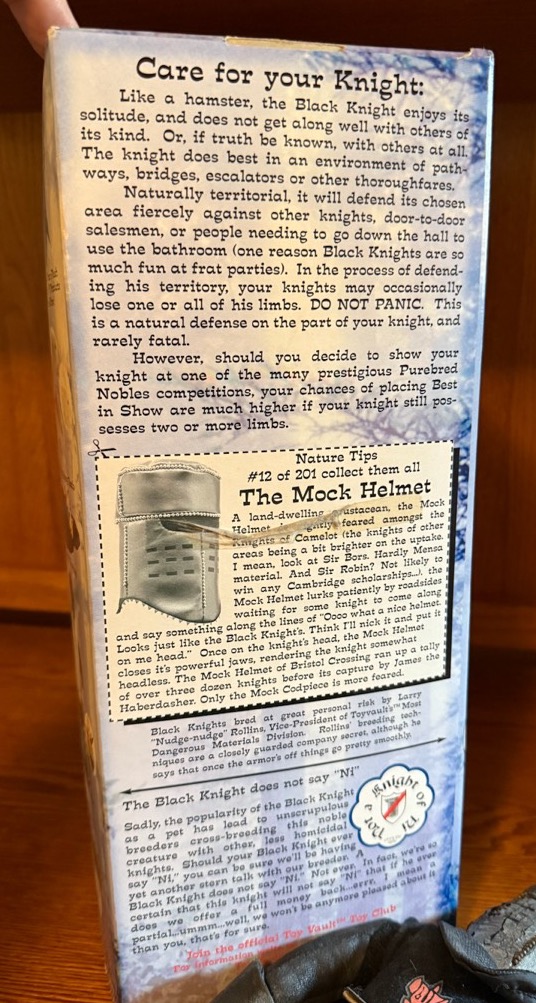 Care for your Knight:
Like a hamster, the Black Knight enjoys its
solitude, and does not get along well with others of
its kind. Or, if truth be known, with others at all.
The knight does best in an environment of path-
ways, bridges, escalators or other thoroughfares.
Naturally territorial, it will defend its chosen
area fiercely against other knights, door-to-door
salesmen, or people needing to go down the hall to
use the bathroom (one reason Black Knights are so
much fun at frat parties). In the process of defend-
ing his territory, your knights may occasionally
lose one or all of his limbs. DO NOT PANIC. This
is a natural defense on the part of your knight, and
rarely fatal.
However, should you decide to show your
knight at one of the many prestigious Purebred
Nobles competitions, your chances of placing Best
in Show are much higher if your knight still pos-
sesses two or more limbs.
Nature Tips
#12 of 201 collect them all
The Mock Helmet
A land-dwelling ustacean, the Mock
Helmet ghtly feared amongst the
Knights of Camelot (the knights of other
areas being a bit brighter on the uptake.
I mean, look at Sir Bors. Hardly Mensa
material. And Sir Robin? Not likely to
win any Cambridge scholarships...), the
Mock Helmet lurks patiently by roadsides
waiting for some knight to come along
and say something along the lines of "Ooo what a nice helmet.
Looks just like the Black Knight's. Think I'll nick it and put it
on me head." Once on the knight's head, the Mock Helmet
closes it's powerful jaws, rendering the knight somewhat
headless. The Mock Helmet of Bristol Crossing ran up a tally
of over three dozen knights before its capture by James the
Haberdasher. Only the Mock Codpiece is more feared.
Black Knights bred at great personal risk by Larry
"Nudge-nudge" Rollins, Vice-President of Toyvault's™ Most
Dangerous Materials Division. Rollins' breeding tech-
niques are a closely guarded company secret, although he
says that once the armor's off things go pretty smoothly.
The Black Knight does not say "Ni"
Sadly, the popularity of the Black Knight
as a pet has lead to unscrupulous
breeders cross-breeding this noble
creature with other, less homicidal
knights. Should your Black Knight ever
say "Ni," you can be sure we'll be having
yet another stern talk with our breeder. A
Black Knight does not say "Ni." Not ever. In fact, we're so
certain that this knight will not say "Ni" that if he ever
does we offer a full money back...errr, I mean a
partial...ummm...well, we won't be anymore pleased about it
than you, that's for sure.
a Knight of
Join the official Toy Vault™ Toy Club
For information